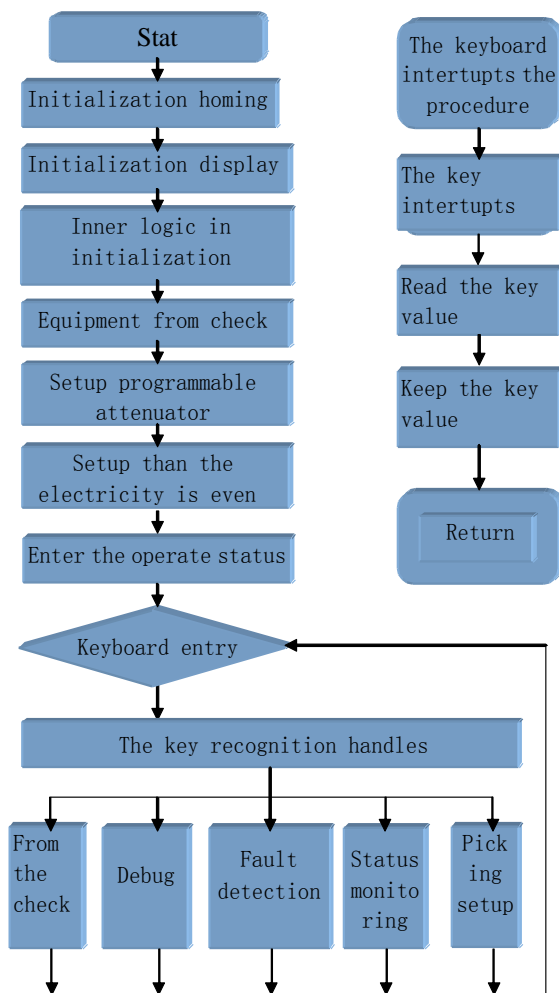 Stat
Initialization homing
Initialization display
Inner logic in
initialization
Equipment from check
Setup programmable
attenuator
Setup than the
electricity is even
Enter the operate status
Keyboard entry
The key recognition handles
From
the
check
Debug
Fault
detection
Status
monito
ring
Pick
ing
setup
The keyboard
intertupts the
procedure
The key
intertupts
Read the key
value
Keep the key
value
Return